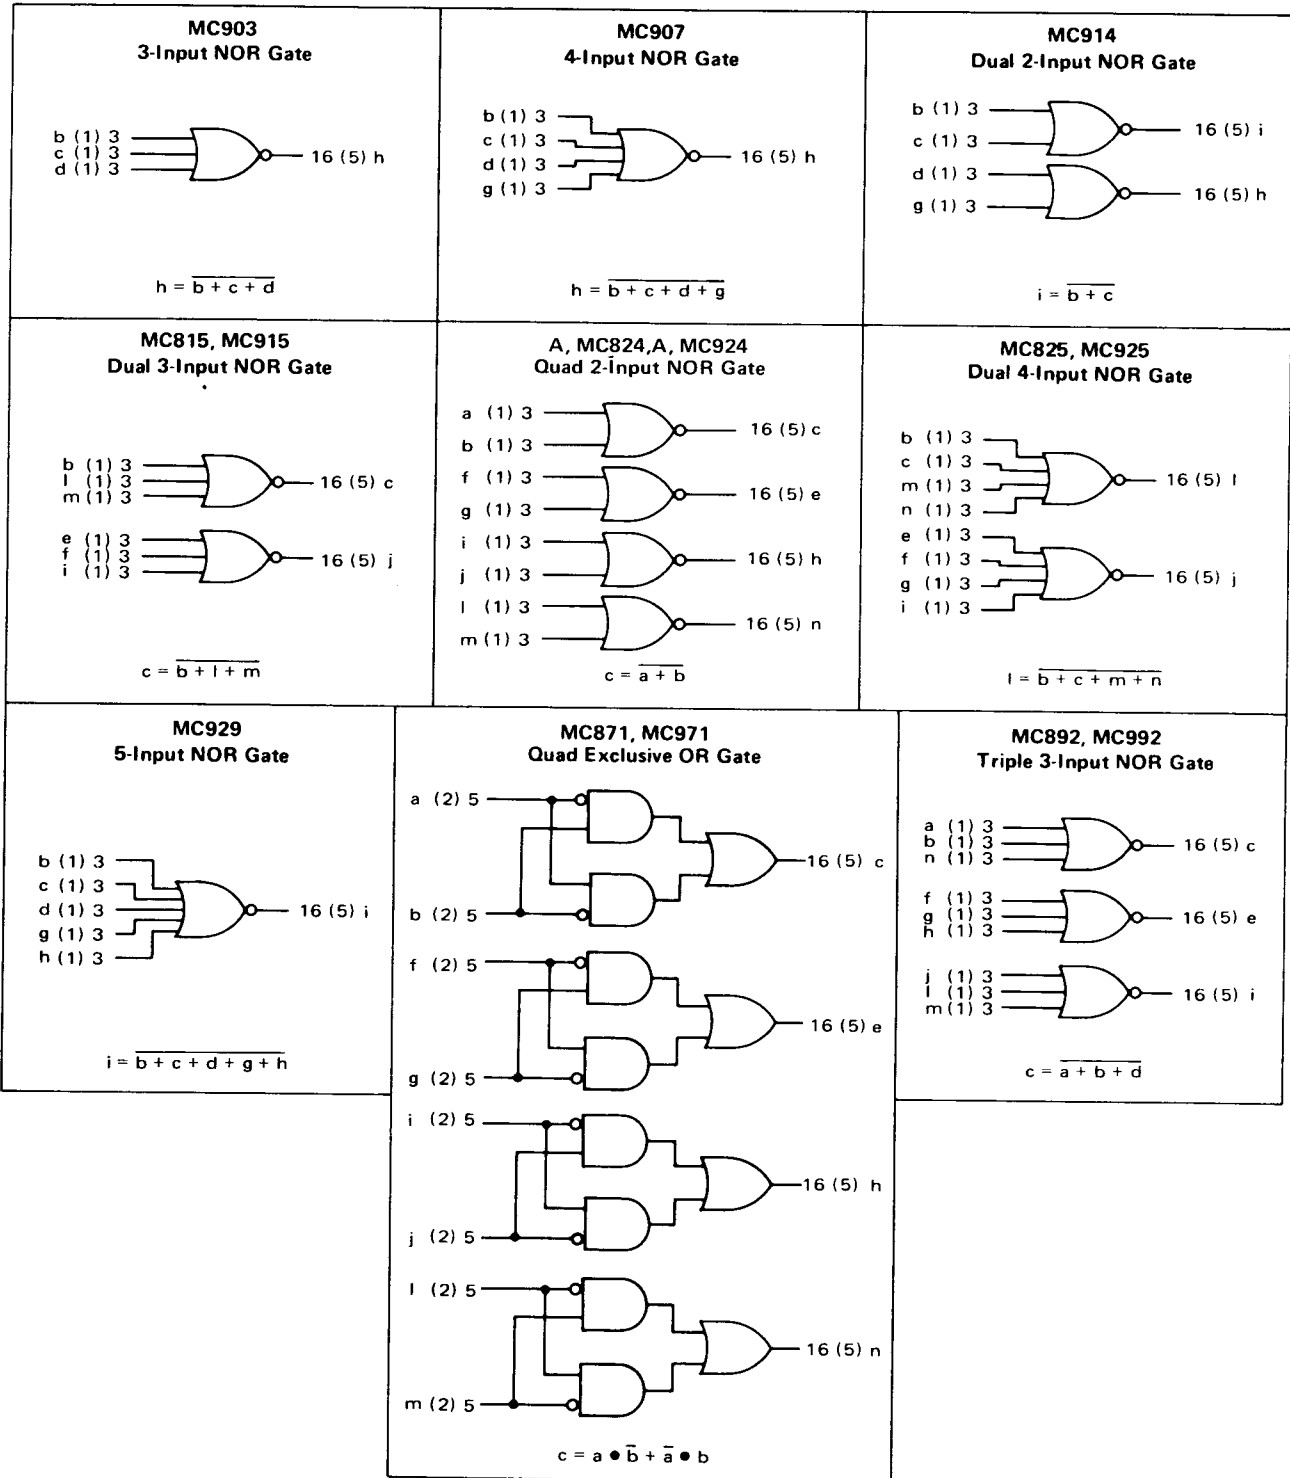 MC903
3-Input NOR Gate
b (1) 3
c (1) 3
d (1) 3
16 (5) h
h = b + c + d
MC907
4-Input NOR Gate
b (1) 3
c (1) 3
d (1) 3
g (1) 3
16 (5) h
h = b + c + d + g
MC914
Dual 2-Input NOR Gate
b (1) 3
c (1) 3
16 (5) i
d (1) 3
g (1) 3
16 (5) h
i = b + c
MC815, MC915
Dual 3-Input NOR Gate
b (1) 3
l (1) 3
m (1) 3
16 (5) c
e (1) 3
f (1) 3
i (1) 3
16 (5) j
c = b + l + m
A, MC824,A, MC924
Quad 2-Input NOR Gate
a (1) 3
b (1) 3
16 (5) c
f (1) 3
g (1) 3
16 (5) e
i (1) 3
j (1) 3
16 (5) h
l (1) 3
m (1) 3
16 (5) n
c = a + b
MC825, MC925
Dual 4-Input NOR Gate
b (1) 3
c (1) 3
m (1) 3
n (1) 3
16 (5) l
e (1) 3
f (1) 3
g (1) 3
i (1) 3
16 (5) j
l = b + c + m + n
MC929
5-Input NOR Gate
b (1) 3
c (1) 3
d (1) 3
g (1) 3
h (1) 3
16 (5) i
i = b + c + d + g + h
MC871, MC971
Quad Exclusive OR Gate
a (2) 5
b (2) 5
16 (5) c
f (2) 5
g (2) 5
16 (5) e
i (2) 5
j (2) 5
16 (5) h
l (2) 5
m (2) 5
16 (5) n
c = a ● b̅ + a̅ ● b
MC892, MC992
Triple 3-Input NOR Gate
a (1) 3
b (1) 3
n (1) 3
16 (5) c
f (1) 3
g (1) 3
h (1) 3
16 (5) e
j (1) 3
l (1) 3
m (1) 3
16 (5) i
c = a + b + d